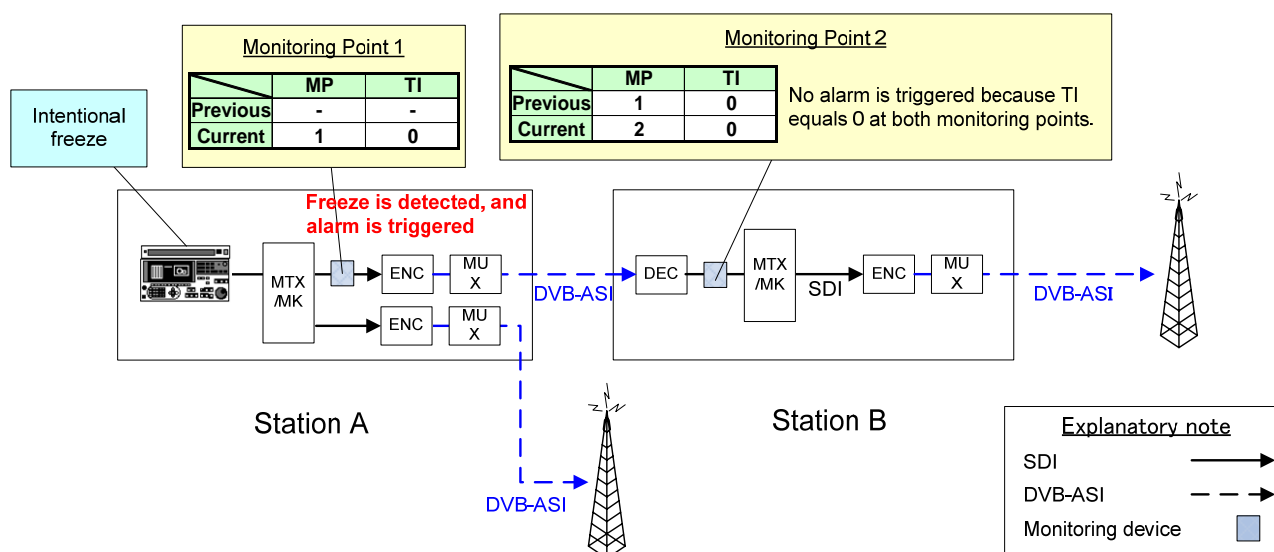 Monitoring Point 1
MP TI
Previous - -
Current 1 0
Monitoring Point 2
MP TI
Previous 1 0
Current 2 0
No alarm is triggered because TI
equals 0 at both monitoring points.
Intentional
freeze
Freeze is detected, and
alarm is triggered
MTX
/MK
ENC
MU
X
DVB-ASI
ENC
MU
X
DVB-ASI
Station A
DEC
MTX
/MK
SDI
ENC
MU
X
DVB-ASI
Station B
Explanatory note
SDI
DVB-ASI
Monitoring device